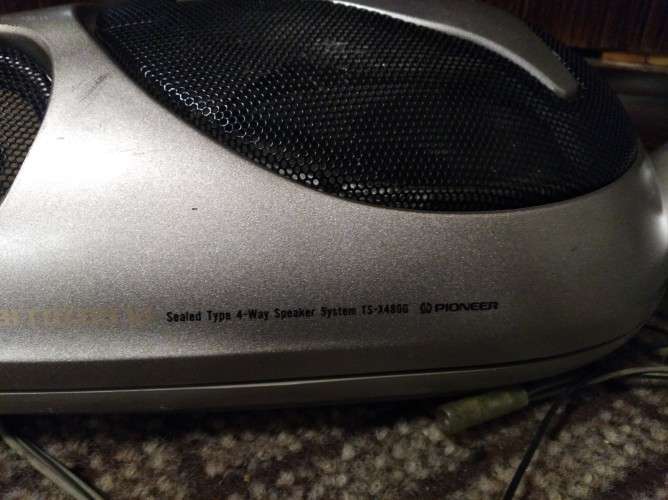 Sealed Type 4-Way Speaker System TS-X480G PIONEER